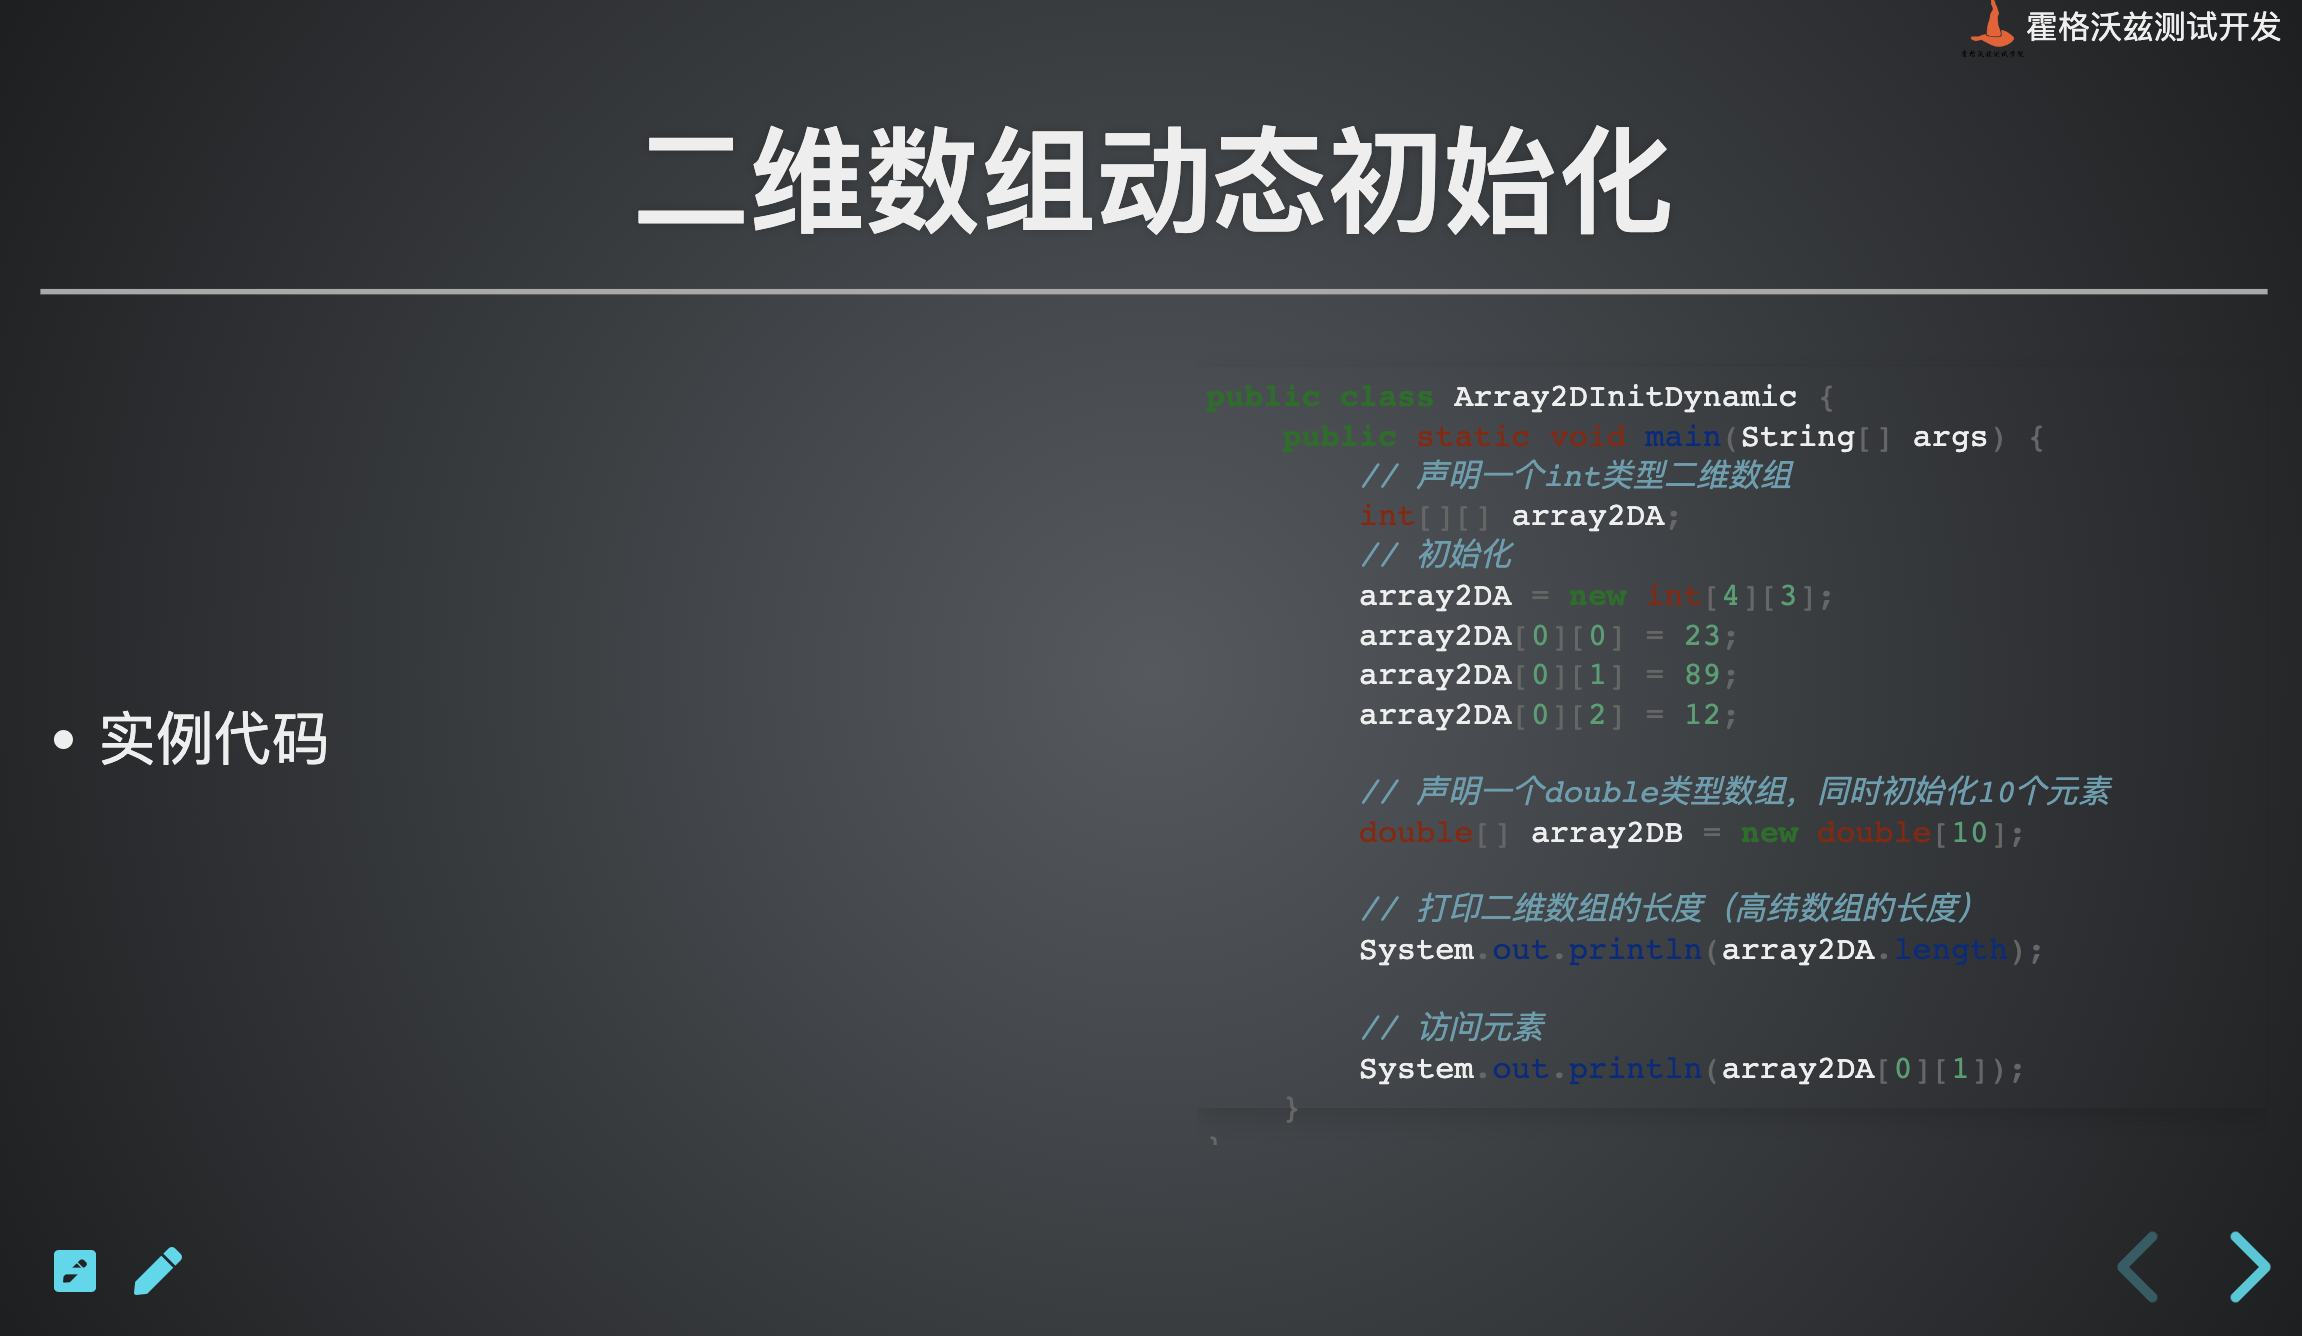 霍格沃兹测试开发
二维数组动态初始化
• 实例代码
public class Array2DInitDynamic {
    public static void main(String[] args) {
        // 声明一个int类型二维数组
        int[][] array2DA;
        // 初始化
        array2DA = new int[4][3];
        array2DA[0][0] = 23;
        array2DA[0][1] = 89;
        array2DA[0][2] = 12;

        // 声明一个double类型数组，同时初始化10个元素
        double[] array2DB = new double[10];

        // 打印二维数组的长度（高纬数组的长度）
        System.out.println(array2DA.length);

        // 访问元素
        System.out.println(array2DA[0][1]);
    }
}